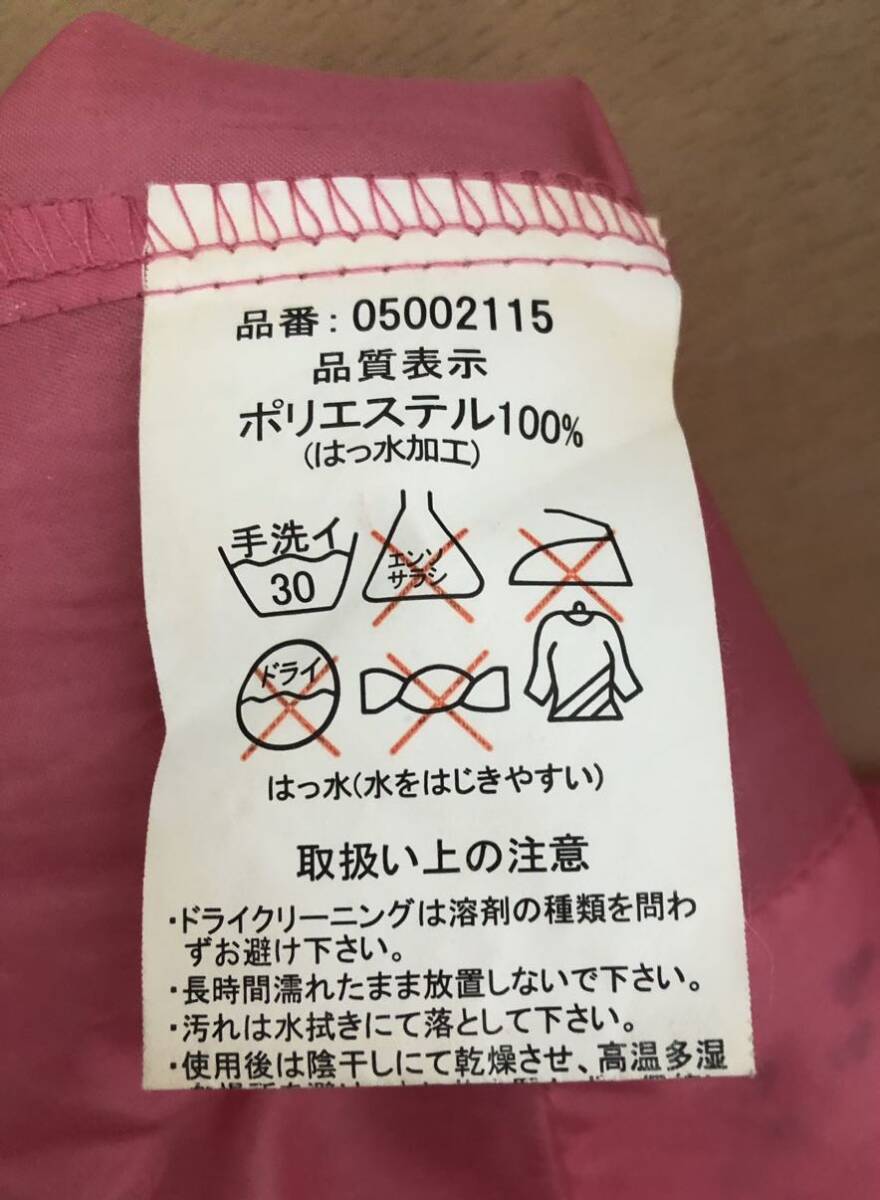 品番：05002115
品質表示
ポリエステル100%
(はっ水加工)
手洗イ
30
エンソ
サラシ
ドライ
はっ水(水をはじきやすい)
取扱い上の注意
・ドライクリーニングは溶剤の種類を問わ
ずお避け下さい。
・長時間濡れたまま放置しないで下さい。
・汚れは水拭きにて落として下さい。
・使用後は陰干しにて乾燥させ、高温多湿